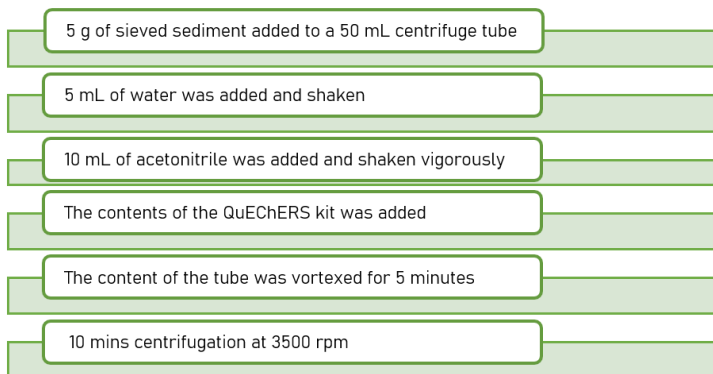 5 g of sieved sediment added to a 50 mL centrifuge tube
5 mL of water was added and shaken
10 mL of acetonitrile was added and shaken vigorously
The contents of the QuEChERS kit was added
The content of the tube was vortexed for 5 minutes
10 mins centrifugation at 3500 rpm